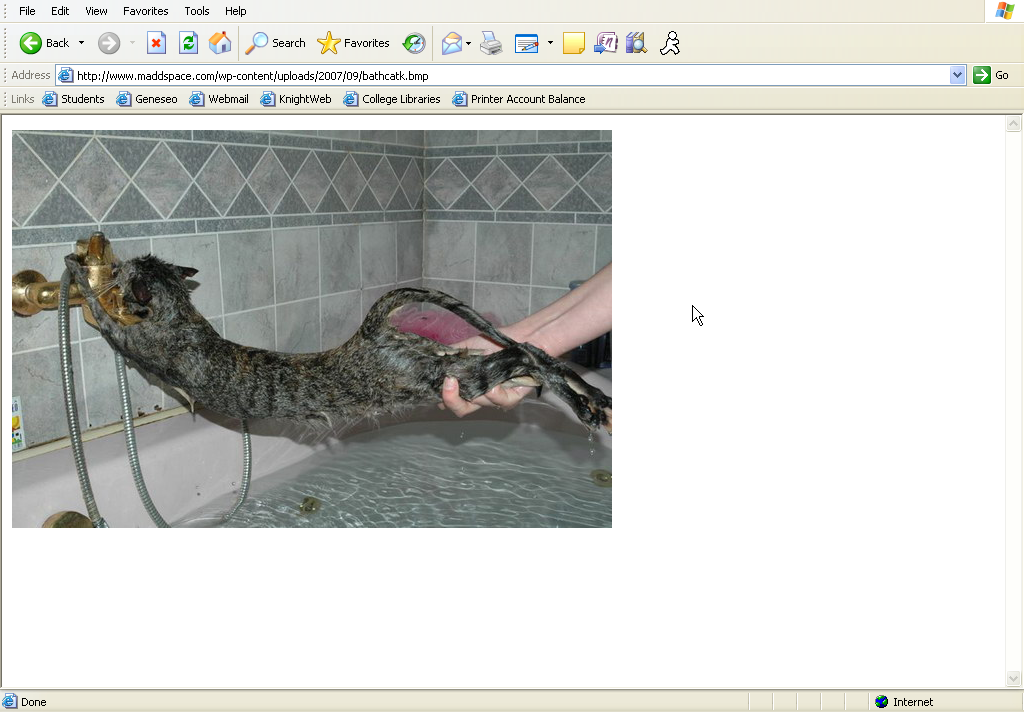 File Edit View Favorites Tools Help
Back Search Favorites
Address http://www.maddspace.com/wp-content/uploads/2007/09/bathcatk.bmp Go
Links Students Geneseo Webmail KnightWeb College Libraries Printer Account Balance
Done Internet